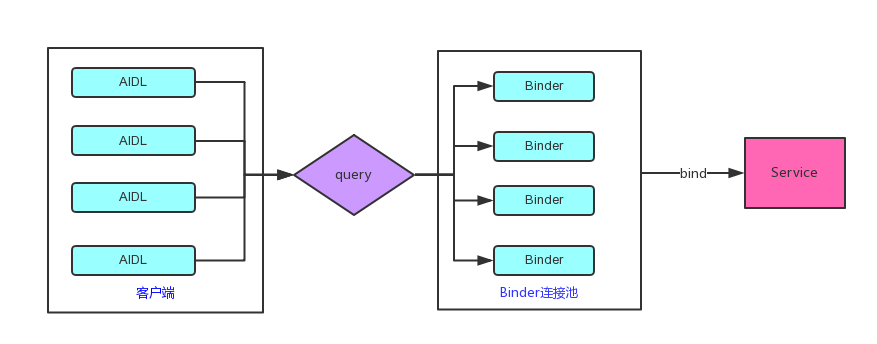 AIDL
AIDL
AIDL
AIDL
客户端
query
Binder
Binder
Binder
Binder
Binder连接池
bind
Service